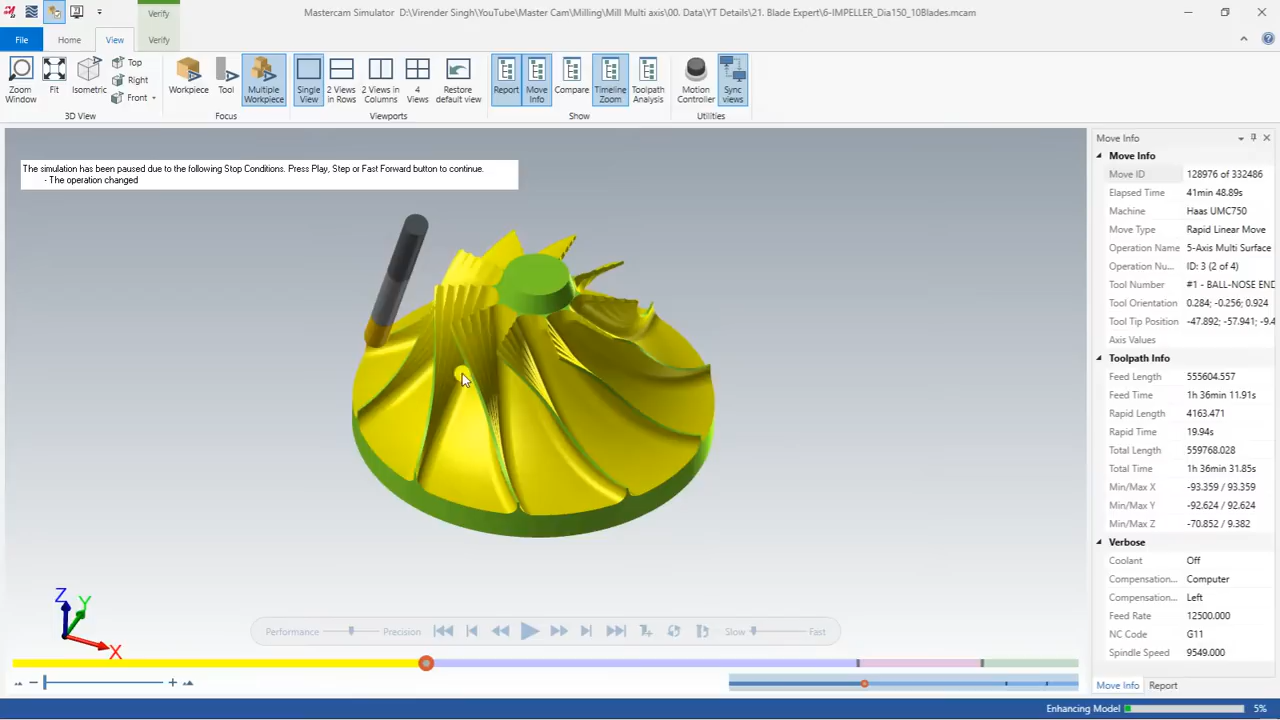 Verify
Mastercam Simulator D:\Virender Singh\YouTube\Master Cam\Milling\Mill Multi axis\00. Data\YT Details\21. Blade Expert\6-IMPELLER_Dia150_10Blades.mcam
File Home View Verify
Zoom Window
Fit
Isometric
Top
Right
Front
3D View
Workpiece
Tool
Multiple Workpiece
Focus
Single View
2 Views in Rows
2 Views in Columns
4 Views
Restore default view
Viewports
Report
Move Info
Compare
Timeline Zoom
Toolpath Analysis
Show
Motion Controller
Sync views
Utilities
The simulation has been paused due to the following Stop Conditions. Press Play, Step or Fast Forward button to continue.
- The operation changed
Move Info
Move Info
Move ID 128976 of 332486
Elapsed Time 41min 48.89s
Machine Haas UMC750
Move Type Rapid Linear Move
Operation Name 5-Axis Multi Surface
Operation Nu... ID: 3 (2 of 4)
Tool Number #1 - BALL-NOSE END
Tool Orientation 0.284; -0.256; 0.924
Tool Tip Position -47.892; -57.941; -9.4
Axis Values
Toolpath Info
Feed Length 555604.557
Feed Time 1h 36min 11.91s
Rapid Length 4163.471
Rapid Time 19.94s
Total Length 559768.028
Total Time 1h 36min 31.85s
Min/Max X -93.359 / 93.359
Min/Max Y -92.624 / 92.624
Min/Max Z -70.852 / 9.382
Verbose
Coolant Off
Compensation... Computer
Compensation... Left
Feed Rate 12500.000
NC Code G11
Spindle Speed 9549.000
Z
Y
X
Performance Precision Slow Fast
Move Info Report
Enhancing Model 5%